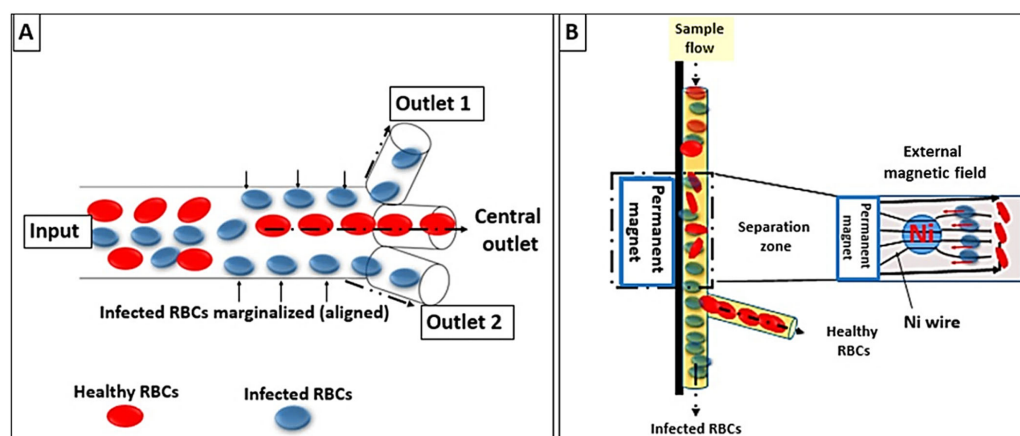 A
Outlet 1
Input
Central
outlet
Infected RBCs marginalized (aligned)
Outlet 2
Healthy RBCs
Infected RBCs
B
Sample
flow
Permanent
magnet
Separation
zone
External
magnetic field
Permanent
magnet
Ni
Ni wire
Healthy
RBCs
Infected RBCs